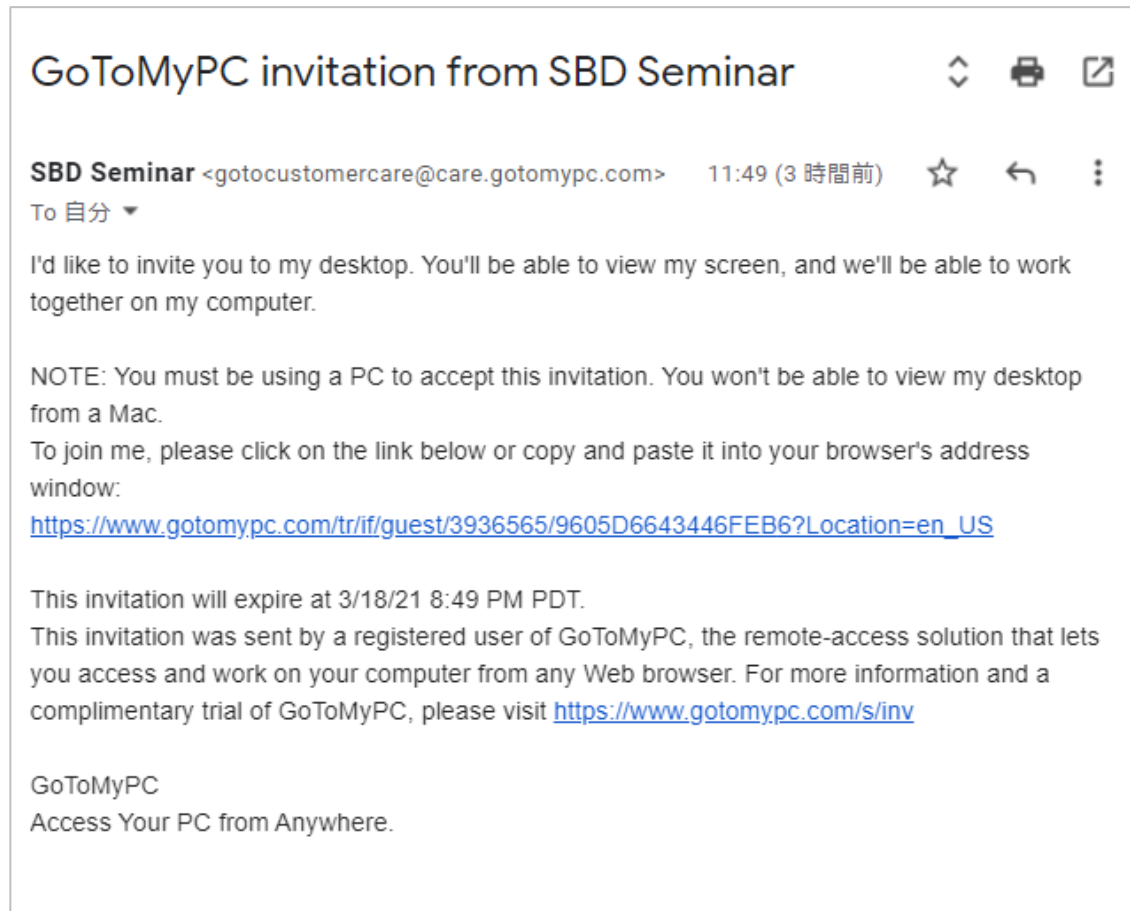 GoToMyPC invitation from SBD Seminar
SBD Seminar <gotocustomercare@care.gotomypc.com> 11:49 (3 時間前)
To 自分
I'd like to invite you to my desktop. You'll be able to view my screen, and we'll be able to work
together on my computer.
NOTE: You must be using a PC to accept this invitation. You won't be able to view my desktop
from a Mac.
To join me, please click on the link below or copy and paste it into your browser's address
window:
https://www.gotomypc.com/tr/if/guest/3936565/9605D6643446FEB6?Location=en_US
This invitation will expire at 3/18/21 8:49 PM PDT.
This invitation was sent by a registered user of GoToMyPC, the remote-access solution that lets
you access and work on your computer from any Web browser. For more information and a
complimentary trial of GoToMyPC, please visit https://www.gotomypc.com/s/inv
GoToMyPC
Access Your PC from Anywhere.